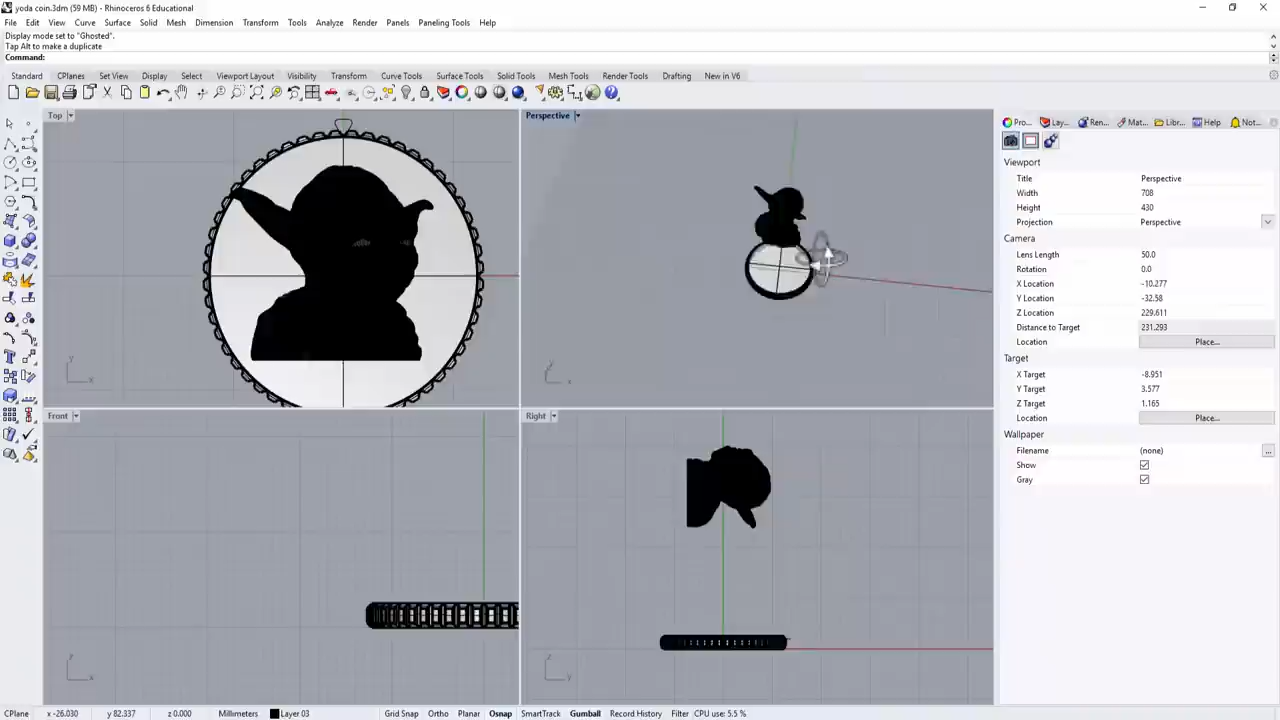 yoda coin.3dm (59 MB) - Rhinoceros 6 Educational
File Edit View Curve Surface Solid Mesh Dimension Transform Tools Analyze Render Panels Paneling Tools Help
Display mode set to "Ghosted".
Tap Alt to make a duplicate
Command:
Standard CPlanes Set View Display Select Viewport Layout Visibility Transform Curve Tools Surface Tools Solid Tools Mesh Tools Render Tools Drafting New in V6
Top
Perspective
Pro... Lay... Ren... Mat... Libr... Help Not...
Viewport
Title Perspective
Width 708
Height 430
Projection Perspective
Camera
Lens Length 50.0
Rotation 0.0
X Location -10.277
Y Location -32.58
Z Location 229.611
Distance to Target 231.293
Location Place...
Target
X Target -8.951
Y Target 3.577
Z Target 1.165
Location Place...
Wallpaper
Filename (none) ...
Show
Gray
y
x
y
x
Front
Right
z
x
z
y
CPlane x -26.030 y 82.337 z 0.000 Millimeters Layer 03 Grid Snap Ortho Planar Osnap SmartTrack Gumball Record History Filter CPU use: 5.5 %